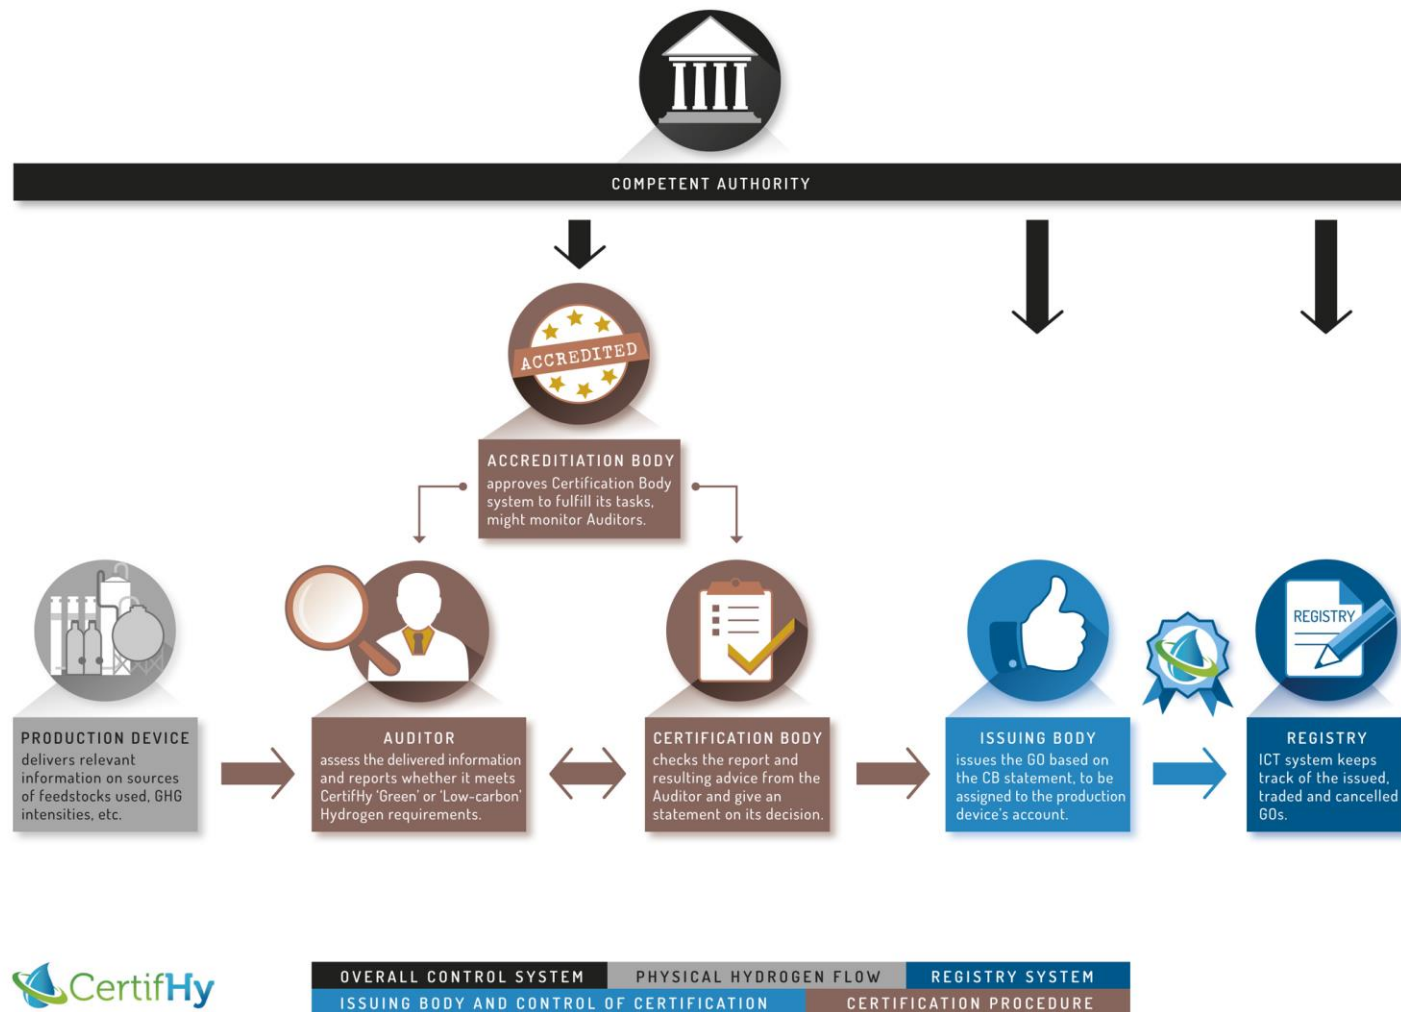 COMPETENT AUTHORITY
ACCREDITED
ACCREDITIATION BODY
approves Certification Body
system to fulfill its tasks,
might monitor Auditors.
PRODUCTION DEVICE
delivers relevant
information on sources
of feedstocks used, GHG
intensities, etc.
AUDITOR
assess the delivered information
and reports whether it meets
CertifHy 'Green' or 'Low-carbon'
Hydrogen requirements.
CERTIFICATION BODY
checks the report and
resulting advice from the
Auditor and give an
statement on its decision.
ISSUING BODY
issues the GO based on
the CB statement, to be
assigned to the production
device's account.
REGISTRY
REGISTRY
ICT system keeps
track of the issued,
traded and cancelled
GOs.
CertifHy
OVERALL CONTROL SYSTEM
PHYSICAL HYDROGEN FLOW
REGISTRY SYSTEM
ISSUING BODY AND CONTROL OF CERTIFICATION
CERTIFICATION PROCEDURE